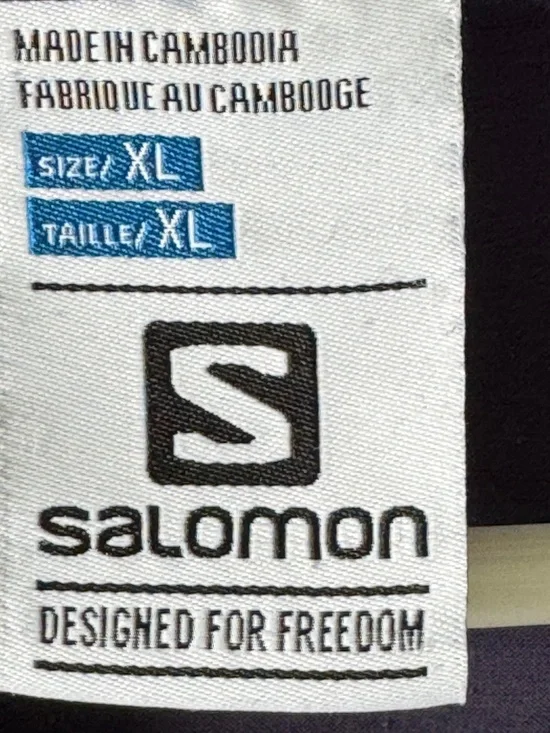 MADE IN CAMBODIA
FABRIQUE AU CAMBODGE
SIZE/ XL
TAILLE/ XL
S
salomon
DESIGNED FOR FREEDOM